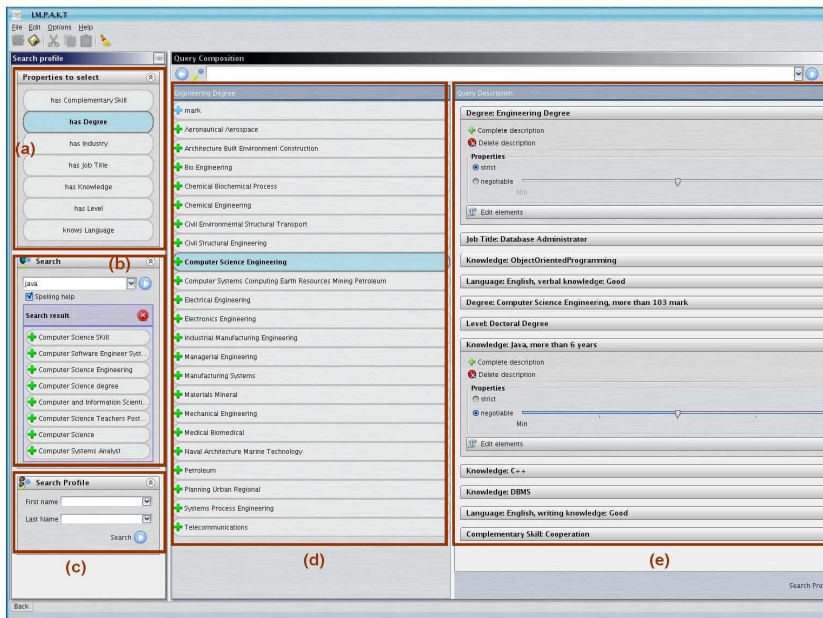 I.M.P.A.K.T
File Edit Options Help
Search profile
Properties to select
has Complementary Skill
has Degree
(a)
has Industry
has Job Title
has Knowledge
has Level
knows Language
(b)
Search
java
Spelling help
Search result
Computer Science SKill
Computer Software Engineer Syst...
Computer Science Engineering
Computer Science degree
Computer and Information Scienti...
Computer Science Teachers Post...
Computer Science
Computer Systems Analyst
Search Profile
First name
Last Name
Search
(c)
Query Composition
Engineering Degree
mark
Aeronautical Aerospace
Architecture Built Environment Construction
Bio Engineering
Chemical Biochemical Process
Chemical Engineering
Civil Environmental Structural Transport
Civil Structural Engineering
Computer Science Engineering
Computer Systems Computing Earth Resources Mining Petroleum
Electrical Engineering
Electronics Engineering
Industrial Manufacturing Engineering
Managerial Engineering
Manufacturing Systems
Materials Mineral
Mechanical Engineering
Medical Biomedical
Naval Architecture Marine Technology
Petroleum
Planning Urban Regional
Systems Process Engineering
Telecommunications
(d)
Query Description
Degree: Engineering Degree
Complete description
Delete description
Properties
strict
negotiable
Min
Edit elements
Job Title: Database Administrator
Knowledge: ObjectOrientedProgramming
Language: English, verbal knowledge: Good
Degree: Computer Science Engineering, more than 103 mark
Level: Doctoral Degree
Knowledge: Java, more than 6 years
Complete description
Delete description
Properties
strict
negotiable
Min
Edit elements
Knowledge: C++
Knowledge: DBMS
Language: English, writing knowledge: Good
Complementary Skill: Cooperation
(e)
Search Pro
Back